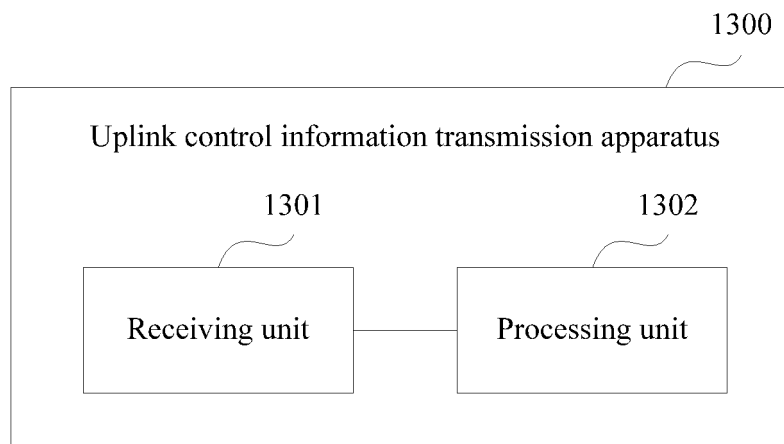 1300
Uplink control information transmission apparatus
1301
1302
Receiving unit
Processing unit